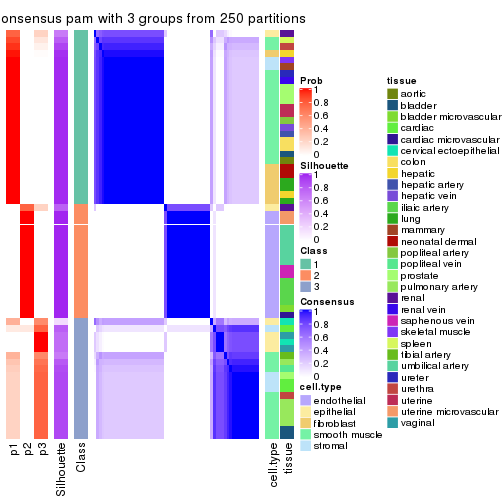 onsensus pam with 3 groups from 250 partitions
Prob
1
0.8
0.6
0.4
0.2
0
Silhouette
1
0.8
0.6
0.4
0.2
0
Class
1
2
3
Consensus
1
0.8
0.6
0.4
0.2
0
cell.type
endothelial
epithelial
fibroblast
smooth muscle
stromal
tissue
aortic
bladder
bladder microvascular
cardiac
cardiac microvascular
cervical ectoepithelial
colon
hepatic
hepatic artery
hepatic vein
iliaic artery
lung
mammary
neonatal dermal
popliteal artery
popliteal vein
prostate
pulmonary artery
renal
renal vein
saphenous vein
skeletal muscle
spleen
tibial artery
umbilical artery
ureter
urethra
uterine
uterine microvascular
vaginal
p1
p2
p3
Silhouette
Class
cell.type
tissue